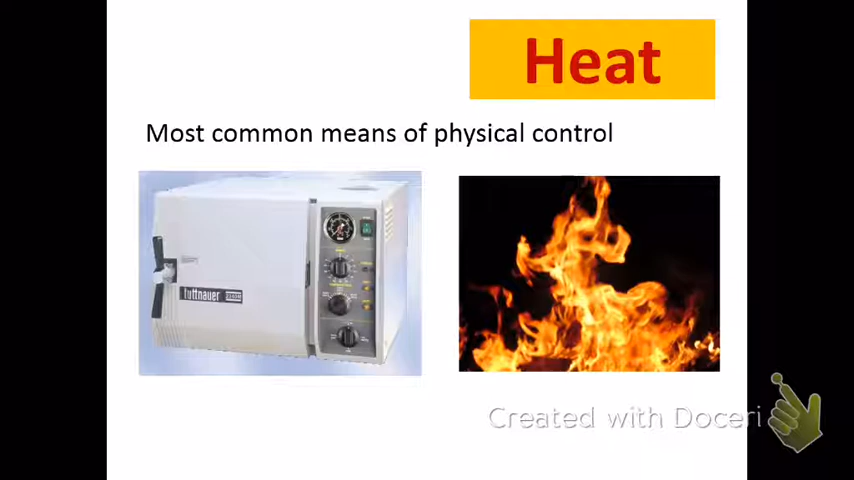 Heat
Most common means of physical control
Tuttnauer
Created with Doceri